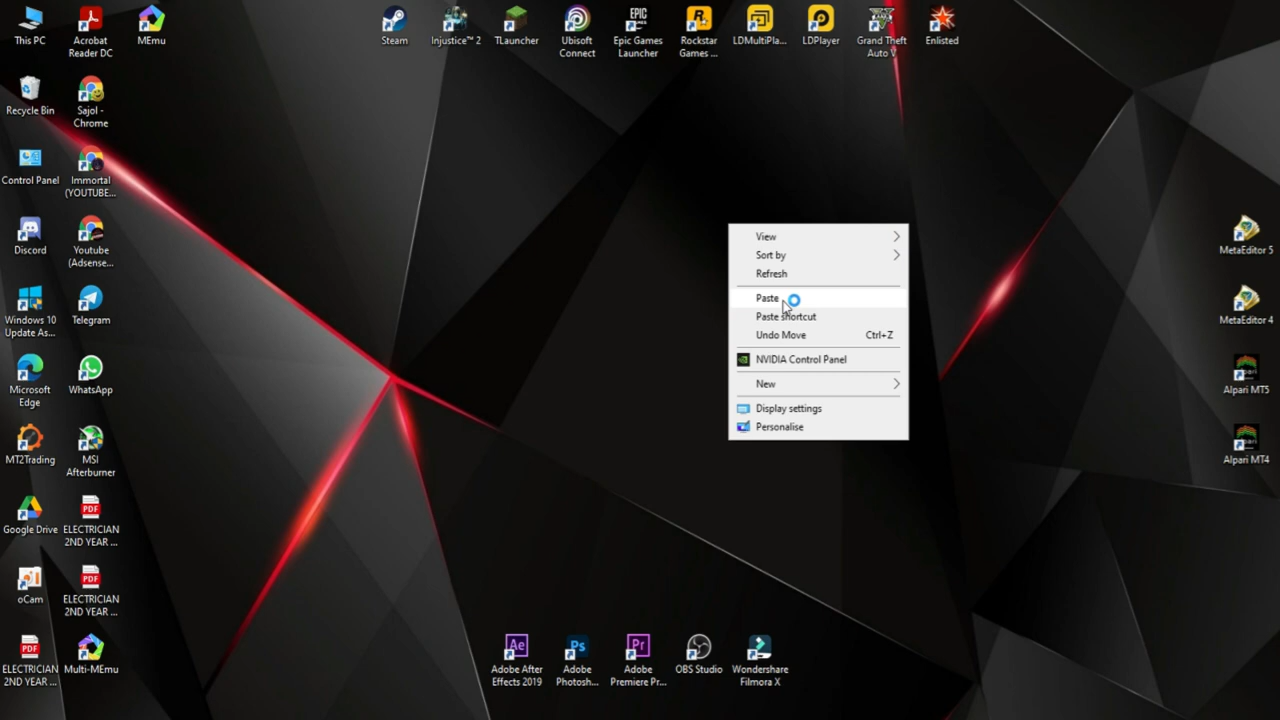 This PC
Acrobat
Reader DC
MEmu
Steam
Injustice™ 2
TLauncher
Ubisoft
Connect
EPIC
GAMES
Epic Games
Launcher
Rockstar
Games ...
LDMultiPla...
LDPlayer
Grand Theft
Auto V
Enlisted
Recycle Bin
Sajol -
Chrome
Control Panel
Immortal
(YOUTUBE...
Discord
Youtube
(Adsense...
Windows 10
Update As...
Telegram
Microsoft
Edge
WhatsApp
MT2Trading
MSI
Afterburner
Google Drive
PDF
ELECTRICIAN
2ND YEAR ...
oCam
PDF
ELECTRICIAN
2ND YEAR ...
PDF
ELECTRICIAN
2ND YEAR ...
Multi-MEmu
View
Sort by
Refresh
Paste
Paste shortcut
Undo Move Ctrl+Z
NVIDIA Control Panel
New
Display settings
Personalise
MetaEditor 5
MetaEditor 4
Alpari MT5
Alpari MT4
Ae
Adobe After
Effects 2019
Ps
Adobe
Photosh...
Pr
Adobe
Premiere Pr...
OBS Studio
Wondershare
Filmora X